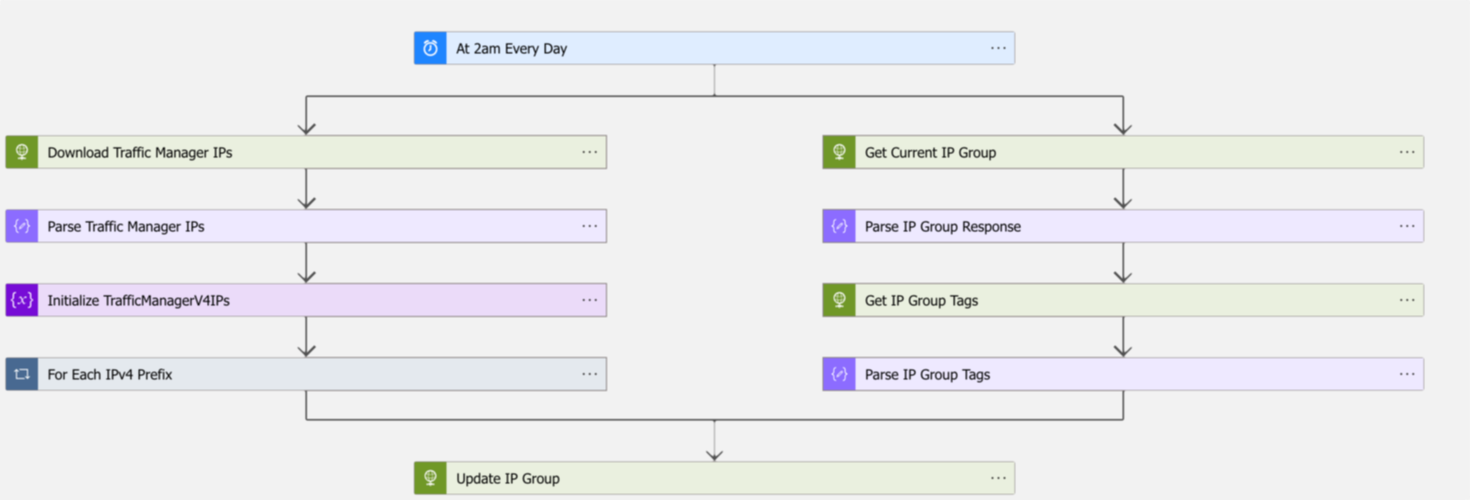 At 2am Every Day
Download Traffic Manager IPs
Get Current IP Group
Parse Traffic Manager IPs
Parse IP Group Response
Initialize TrafficManagerV4IPs
Get IP Group Tags
For Each IPv4 Prefix
Parse IP Group Tags
Update IP Group